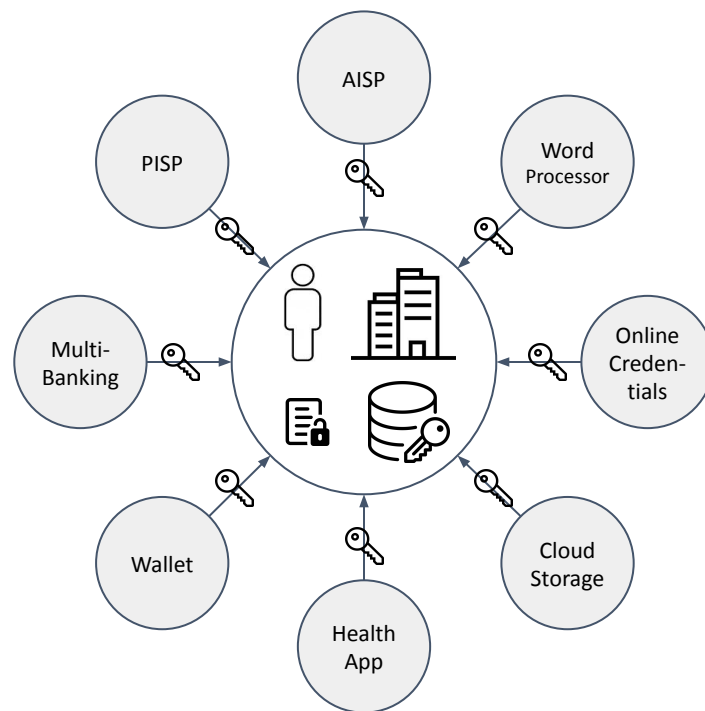 AISP
Word
Processor
Online
Creden-
tials
Cloud
Storage
Health
App
Wallet
Multi-
Banking
PISP